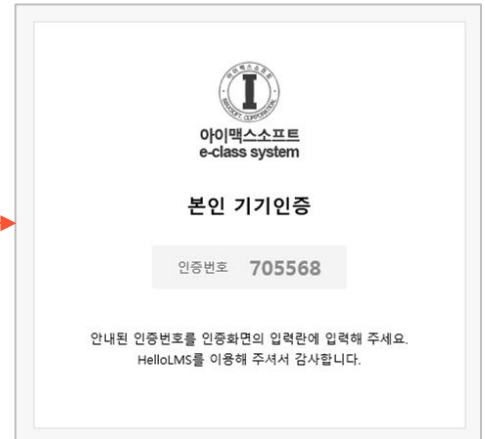 I
아이맥스소프트
e-class system
본인 기기인증
인증번호 705568
안내된 인증번호를 인증화면의 입력란에 입력해 주세요.
HelloLMS를 이용해 주셔서 감사합니다.